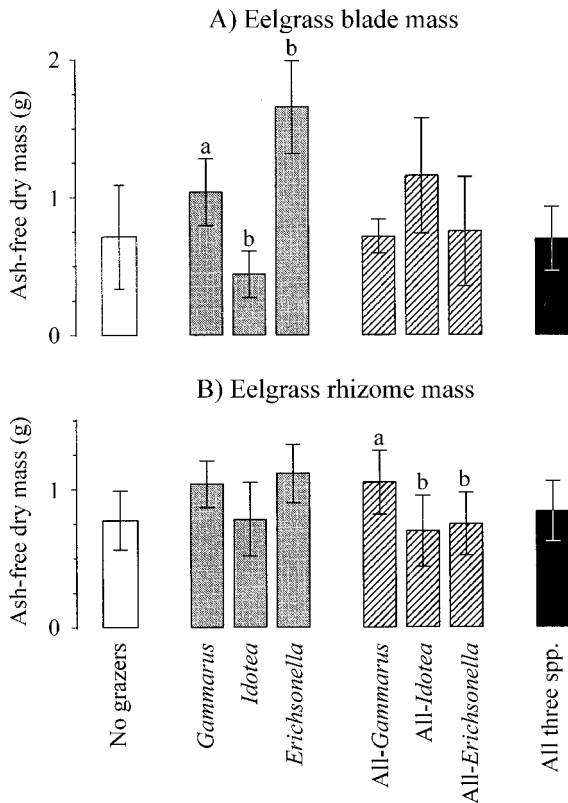 A) Eelgrass blade mass
Ash-free dry mass (g)
2
1
0
a
b
b
B) Eelgrass rhizome mass
Ash-free dry mass (g)
1
0
a
b
b
No grazers
Gammarus
Idotea
Erichsonella
All-Gammarus
All-Idotea
All-Erichsonella
All three spp.